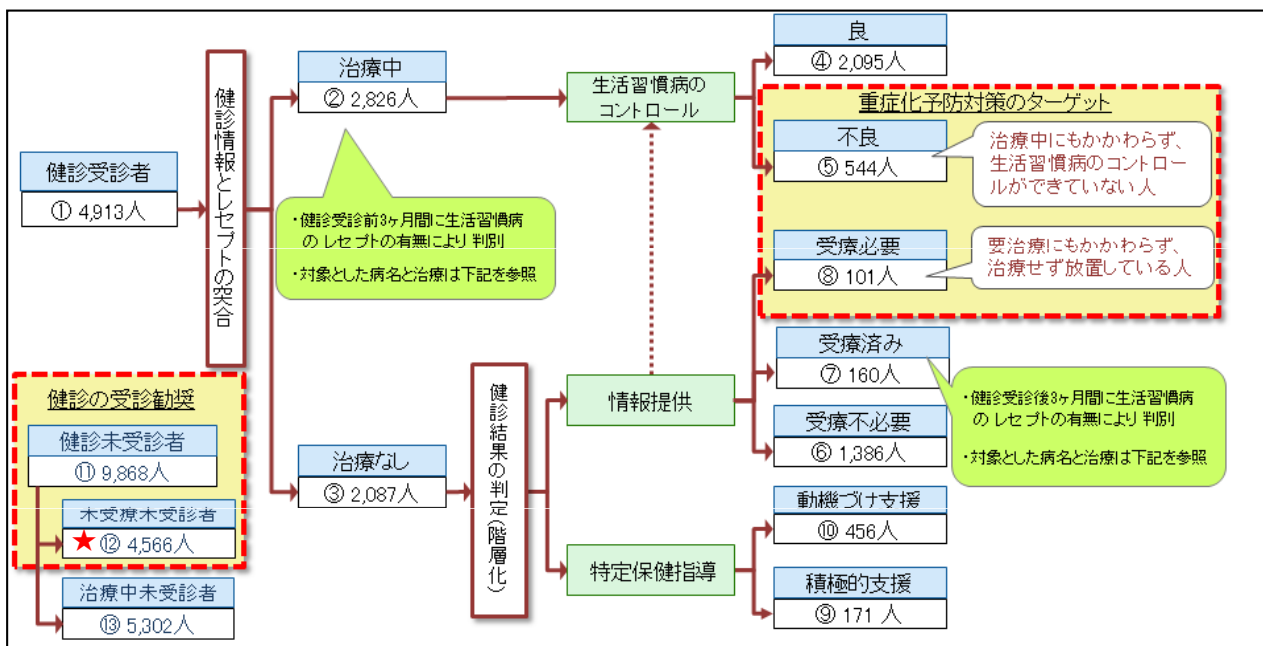 健診受診者
① 4,913人
健診情報とレセプトの突合
治療中
② 2,826人
・健診受診前3ヶ月間に生活習慣病
のレセプトの有無により判別
・対象とした病名と治療は下記を参照
生活習慣病の
コントロール
良
④ 2,095人
重症化予防対策のターゲット
不良
⑤ 544人
治療中にもかかわらず、
生活習慣病のコントロー
ルができていない人
受療必要
⑧ 101人
要治療にもかかわらず、
治療せず放置している人
健診の受診勧奨
健診未受診者
⑪ 9,868人
未受療未受診者
★ ⑫ 4,566人
治療中未受診者
⑬ 5,302人
治療なし
③ 2,087人
健診結果の判定(階層化)
情報提供
受療済み
⑦ 160人
・健診受診後3ヶ月間に生活習慣病
のレセプトの有無により判別
・対象とした病名と治療は下記を参照
受療不必要
⑥ 1,386人
特定保健指導
動機づけ支援
⑩ 456人
積極的支援
⑨ 171人